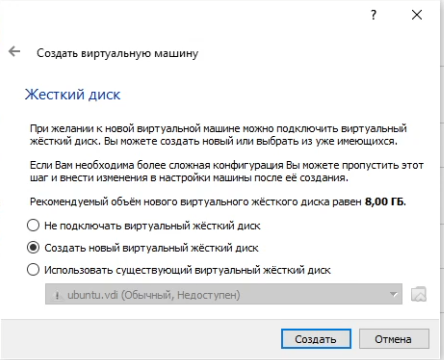 ?
Создать виртуальную машину
Жесткий диск
При желании к новой виртуальной машине можно подключить виртуальный
жёсткий диск. Вы можете создать новый или выбрать из уже имеющихся.
Если Вам необходима более сложная конфигурация Вы можете пропустить этот
шаг и внести изменения в настройки машины после её создания.
Рекомендуемый объём нового виртуального жёсткого диска равен 8,00 ГБ.
Не подключать виртуальный жёсткий диск
Создать новый виртуальный жёсткий диск
Использовать существующий виртуальный жёсткий диск
ubuntu.vdi (Обычный, Недоступен)
Создать
Отмена